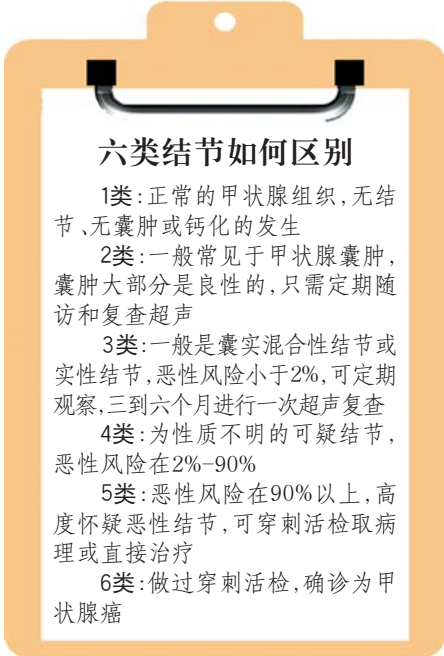 六类结节如何区别
1类:正常的甲状腺组织,无结
节、无囊肿或钙化的发生
2类:一般常见于甲状腺囊肿,
囊肿大部分是良性的,只需定期随
访和复查超声
3类:一般是囊实混合性结节或
实性结节,恶性风险小于2%,可定期
观察,三到六个月进行一次超声复查
4类:为性质不明的可疑结节,
恶性风险在2%-90%
5类:恶性风险在90%以上,高
度怀疑恶性结节,可穿刺活检取病
理或直接治疗
6类:做过穿刺活检,确诊为甲
状腺癌